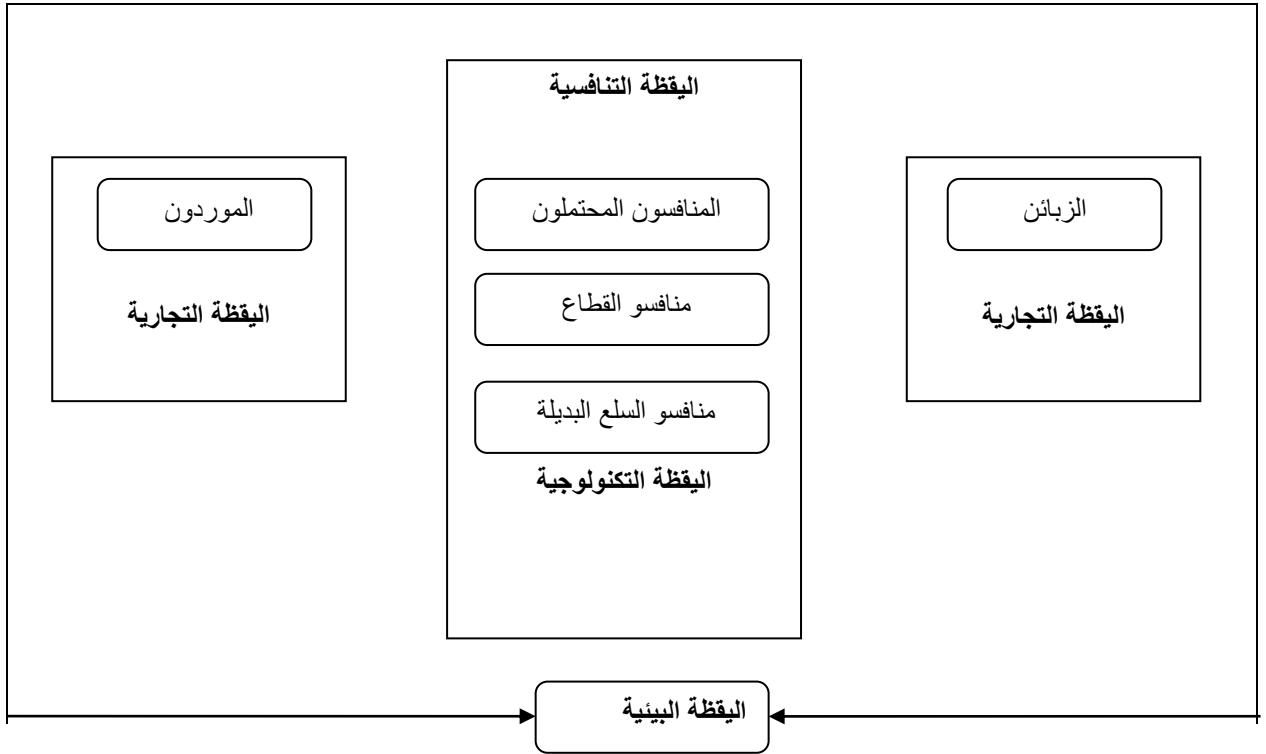 اليقظة التنافسية
الزبائن
اليقظة التجارية
المنافسون المحتملون
منافسو القطاع
منافسو السلع البديلة
اليقظة التكنولوجية
الموردون
اليقظة التجارية
اليقظة البيئية